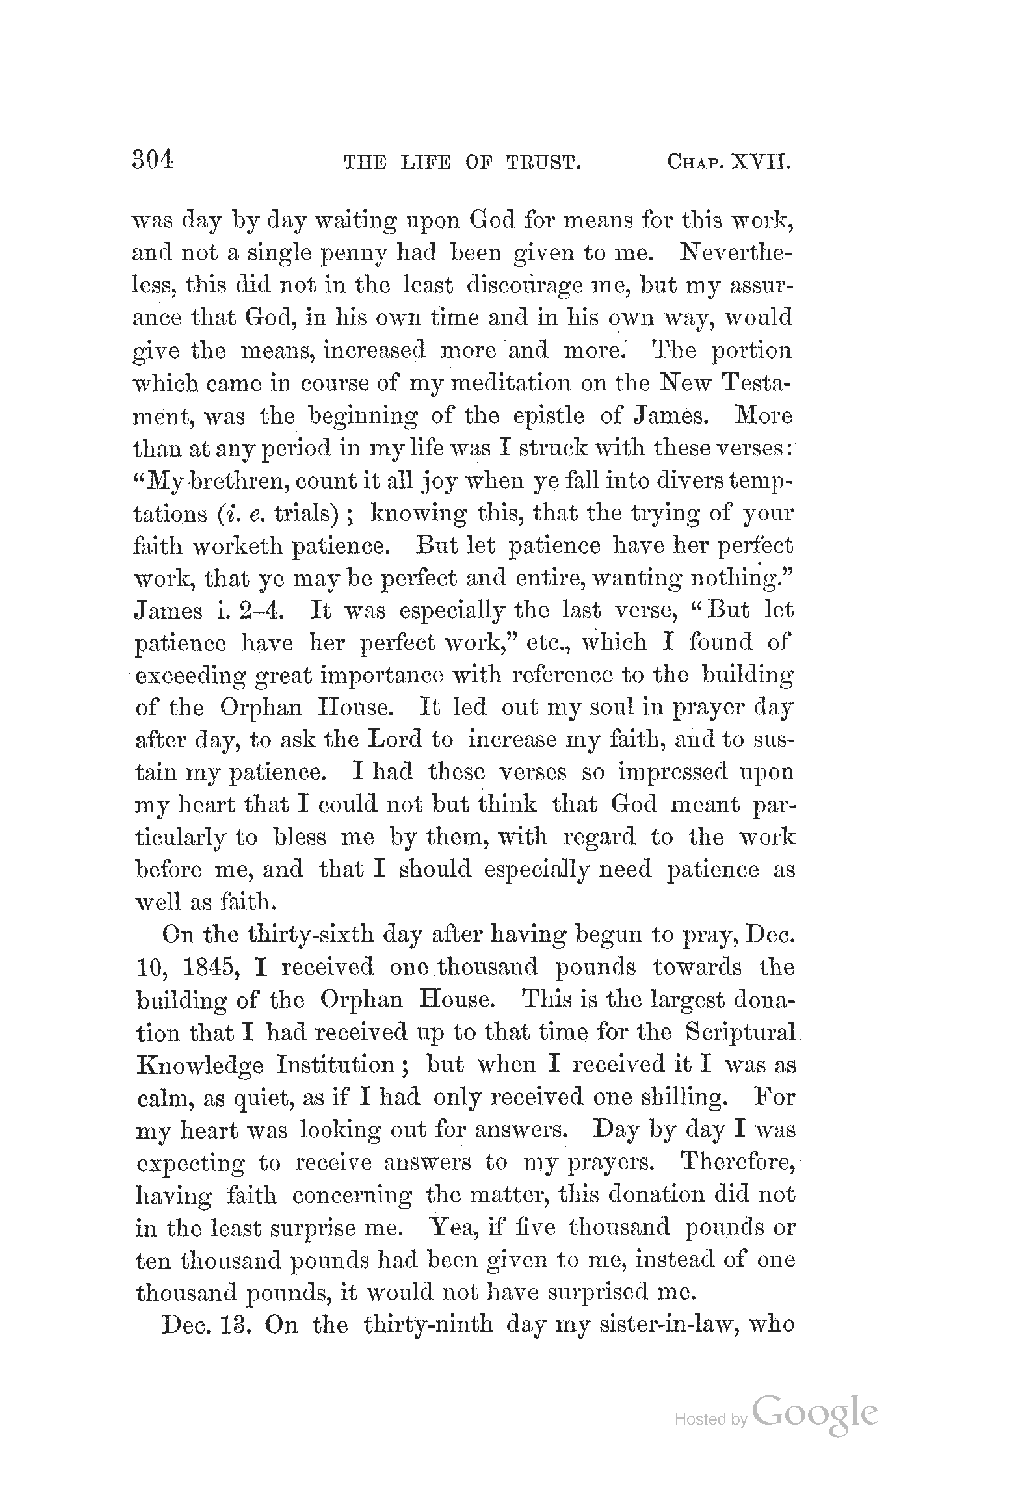 304 THE LIFE OF TRUST. CHAP. XVII.
was day by day waiting upon God for means for this work,
and not a single penny had been given to me. Neverthe-
less, this did not in the least discourage me, but my assur-
ance that God, in his own time and in his own way, would
give the means, increased more and more. The portion
which came in course of my meditation on the New Testa-
ment, was the beginning of the epistle of James. More
than at any period in my life was I struck with these verses:
“My brethren, count it all joy when ye fall into divers temp-
tations (i. e. trials) ; knowing this, that the trying of your
faith worketh patience. But let patience have her perfect
work, that ye may be perfect and entire, wanting nothing.”
James i. 2–4. It was especially the last verse, “But let
patience have her perfect work,” etc., which I found of
exceeding great importance with reference to the building
of the Orphan House. It led out my soul in prayer day
after day, to ask the Lord to increase my faith, and to sus-
tain my patience. I had these verses so impressed upon
my heart that I could not but think that God meant par-
ticularly to bless me by them, with regard to the work
before me, and that I should especially need patience as
well as faith.
On the thirty-sixth day after having begun to pray, Dec.
10, 1845, I received one thousand pounds towards the
building of the Orphan House. This is the largest dona-
tion that I had received up to that time for the Scriptural
Knowledge Institution ; but when I received it I was as
calm, as quiet, as if I had only received one shilling. For
my heart was looking out for answers. Day by day I was
expecting to receive answers to my prayers. Therefore,
having faith concerning the matter, this donation did not
in the least surprise me. Yea, if five thousand pounds or
ten thousand pounds had been given to me, instead of one
thousand pounds, it would not have surprised me.
Dec. 13. On the thirty-ninth day my sister-in-law, who
Hosted by Google